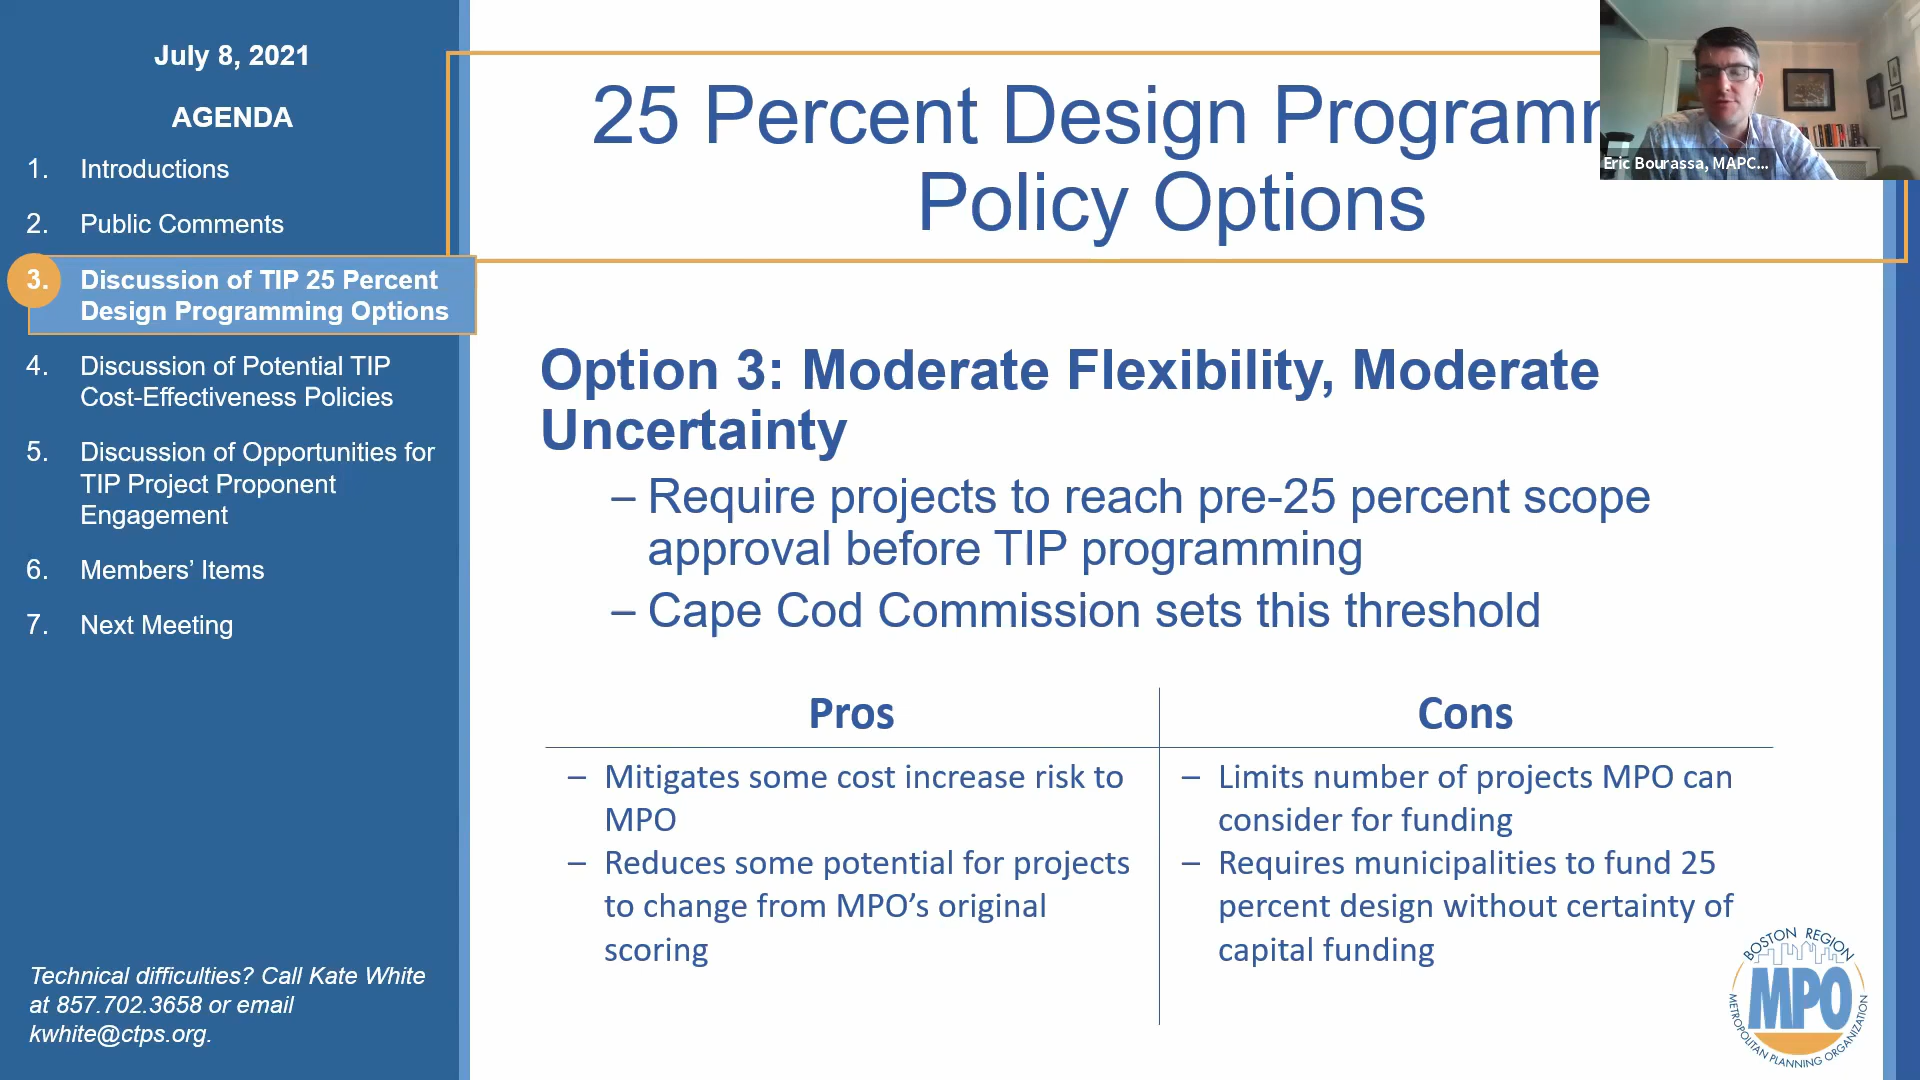 July 8, 2021
AGENDA
1. Introductions
2. Public Comments
3. Discussion of TIP 25 Percent
Design Programming Options
4. Discussion of Potential TIP
Cost-Effectiveness Policies
5. Discussion of Opportunities for
TIP Project Proponent
Engagement
6. Members’ Items
7. Next Meeting
Technical difficulties? Call Kate White
at 857.702.3658 or email
kwhite@ctps.org.
25 Percent Design Program
Policy Options
Eric Bourassa, MAPC...
Option 3: Moderate Flexibility, Moderate
Uncertainty
– Require projects to reach pre-25 percent scope
approval before TIP programming
– Cape Cod Commission sets this threshold
Pros
– Mitigates some cost increase risk to
MPO
– Reduces some potential for projects
to change from MPO’s original
scoring
Cons
– Limits number of projects MPO can
consider for funding
– Requires municipalities to fund 25
percent design without certainty of
capital funding
BOSTON REGION
MPO
METROPOLITAN PLANNING ORGANIZATION